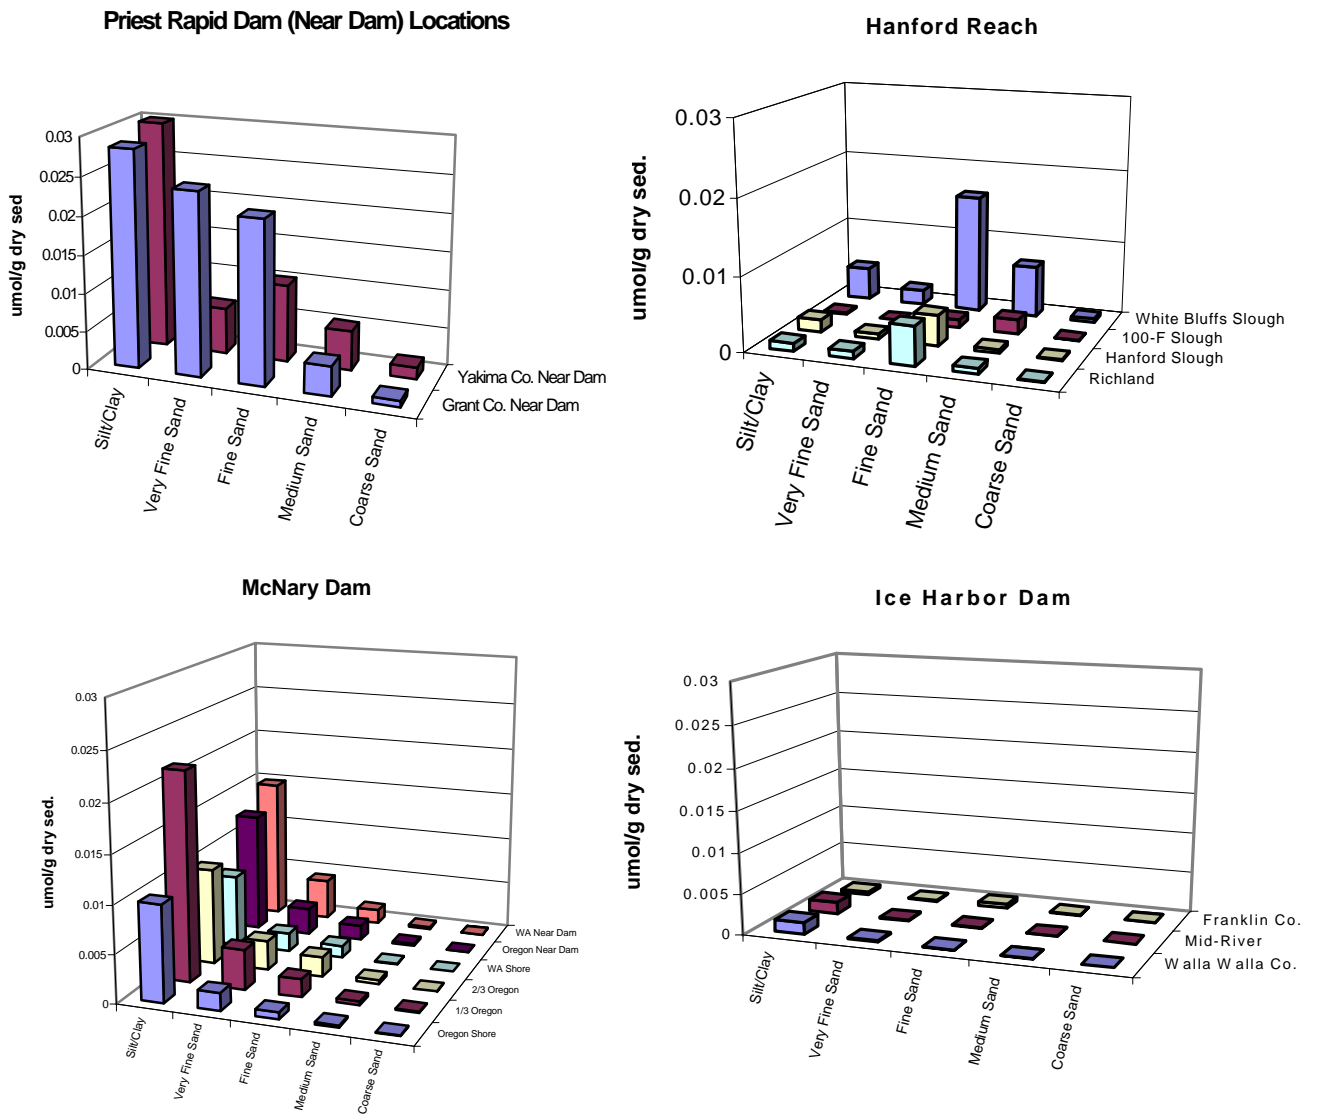 Priest Rapid Dam (Near Dam) Locations
umol/g dry sed
0.03
0.025
0.02
0.015
0.01
0.005
0
Silt/Clay
Very Fine Sand
Fine Sand
Medium Sand
Coarse Sand
Yakima Co. Near Dam
Grant Co. Near Dam
Hanford Reach
umol/g dry sed.
0.03
0.02
0.01
0
Silt/Clay
Very Fine Sand
Fine Sand
Medium Sand
Coarse Sand
White Bluffs Slough
100-F Slough
Hanford Slough
Richland
McNary Dam
umol/g dry sed.
0.03
0.025
0.02
0.015
0.01
0.005
0
Silt/Clay
Very Fine Sand
Fine Sand
Medium Sand
Coarse Sand
WA Near Dam
Oregon Near Dam
WA Shore
2/3 Oregon
1/3 Oregon
Oregon Shore
Ice Harbor Dam
umol/g dry sed.
0.03
0.025
0.02
0.015
0.01
0.005
0
Silt/Clay
Very Fine Sand
Fine Sand
Medium Sand
Coarse Sand
Franklin Co.
Mid-River
Walla Walla Co.